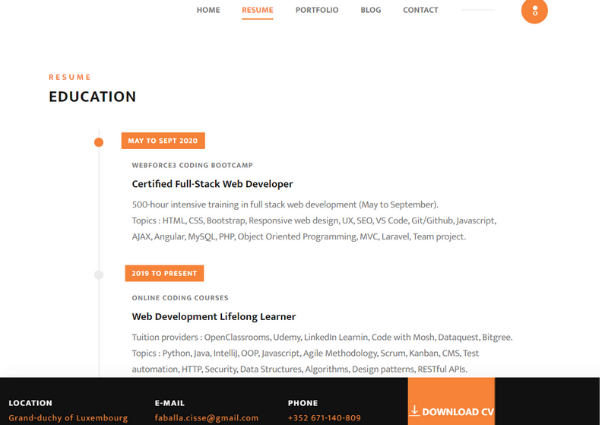 HOME RESUME PORTFOLIO BLOG CONTACT
RESUME
EDUCATION
MAY TO SEPT 2020
WEBFORCE3 CODING BOOTCAMP
Certified Full-Stack Web Developer
500-hour intensive training in full stack web development (May to September).
Topics : HTML, CSS, Bootstrap, Responsive web design, UX, SEO, VS Code, Git/Github, Javascript,
AJAX, Angular, MySQL, PHP, Object Oriented Programming, MVC, Laravel, Team project.
2019 TO PRESENT
ONLINE CODING COURSES
Web Development Lifelong Learner
Tuition providers : OpenClassrooms, Udemy, LinkedIn Learnin, Code with Mosh, Dataquest, Bitgree.
Topics : Python, Java, Intellij, OOP, Javascript, Agile Methodology, Scrum, Kanban, CMS, Test
automation, HTTP, Security, Data Structures, Algorithms, Design patterns, RESTful APIs.
LOCATION E-MAIL PHONE
DOWNLOAD CV
Grand-duchy of Luxembourg faballa.cisse@gmail.com +352 671-140-809